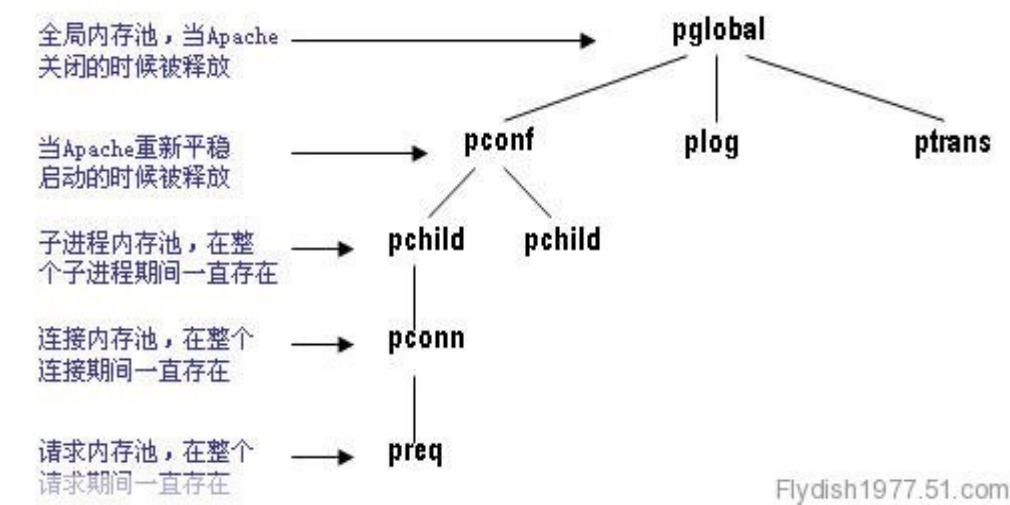 全局内存池，当Apache
关闭的时候被释放
pglobal
当Apache重新平稳
启动的时候被释放
pconf
plog
ptrans
子进程内存池，在整
个子进程期间一直存在
pchild
pchild
连接内存池，在整个
连接期间一直存在
pconn
请求内存池，在整个
请求期间一直存在
preq
Flydish1977.51.com